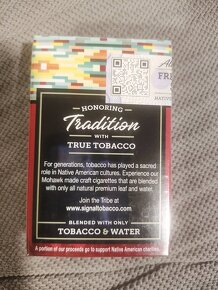 HONORING
Tradition
WITH
TRUE TOBACCO
For generations, tobacco has played a sacred
role in Native American cultures. Experience our
Mohawk made craft cigarettes that are blended
with only all natural premium leaf and water.
Join the Tribe at
www.signaltobacco.com
BLENDED WITH ONLY
TOBACCO & WATER
A portion of our proceeds go to support Native American charities.